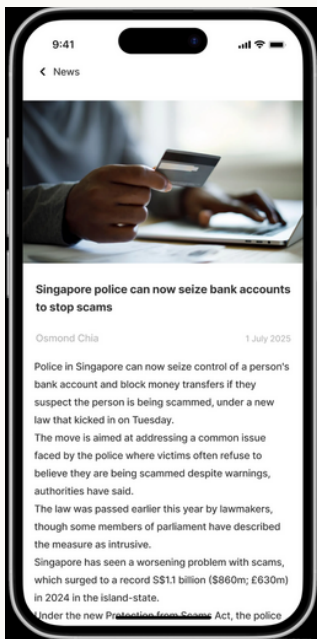 9:41
News
Singapore police can now seize bank accounts
to stop scams
Osmond Chia
1 July 2025
Police in Singapore can now seize control of a person's
bank account and block money transfers if they
suspect the person is being scammed, under a new
law that kicked in on Tuesday.
The move is aimed at addressing a common issue
faced by the police where victims often refuse to
believe they are being scammed despite warnings,
authorities have said.
The law was passed earlier this year by lawmakers,
though some members of parliament have described
the measure as intrusive.
Singapore has seen a worsening problem with scams,
which surged to a record S$1.1 billion ($860m; £630m)
in 2024 in the island-state.
Under the new Protection from Scams Act, the police